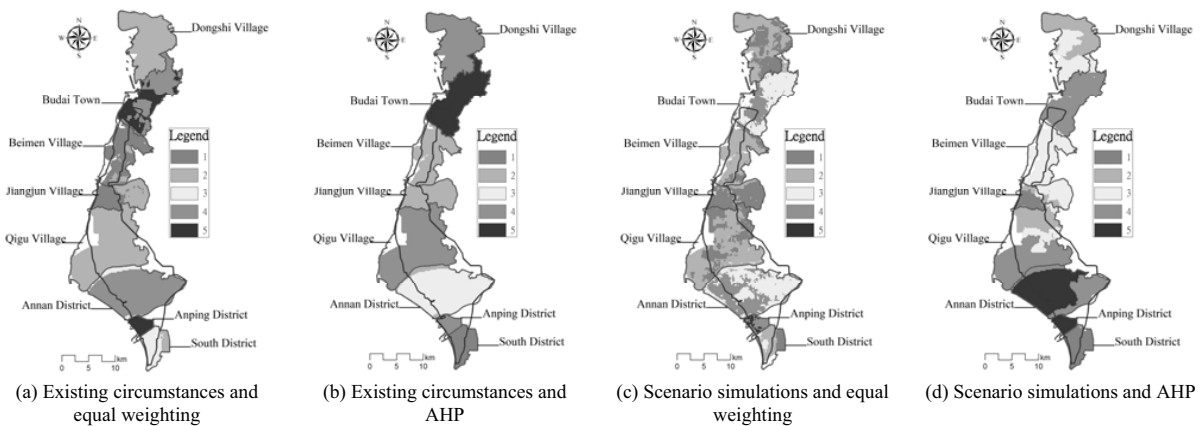 N
W E
S
Dongshi Village
Budai Town
Beimen Village
Legend
1
2
3
4
5
Jiangjun Village
Qigu Village
Annan District
Anping District
South District
0 5 10 km
(a) Existing circumstances and
equal weighting
N
W E
S
Dongshi Village
Budai Town
Beimen Village
Legend
1
2
3
4
5
Jiangjun Village
Qigu Village
Annan District
Anping District
South District
0 5 10 km
(b) Existing circumstances and
AHP
N
W E
S
Dongshi Village
Budai Town
Beimen Village
Legend
1
2
3
4
5
Jiangjun Village
Qigu Village
Annan District
Anping District
South District
0 5 10 km
(c) Scenario simulations and equal
weighting
N
W E
S
Dongshi Village
Budai Town
Beimen Village
Legend
1
2
3
4
5
Jiangjun Village
Qigu Village
Annan District
Anping District
South District
0 5 10 km
(d) Scenario simulations and AHP